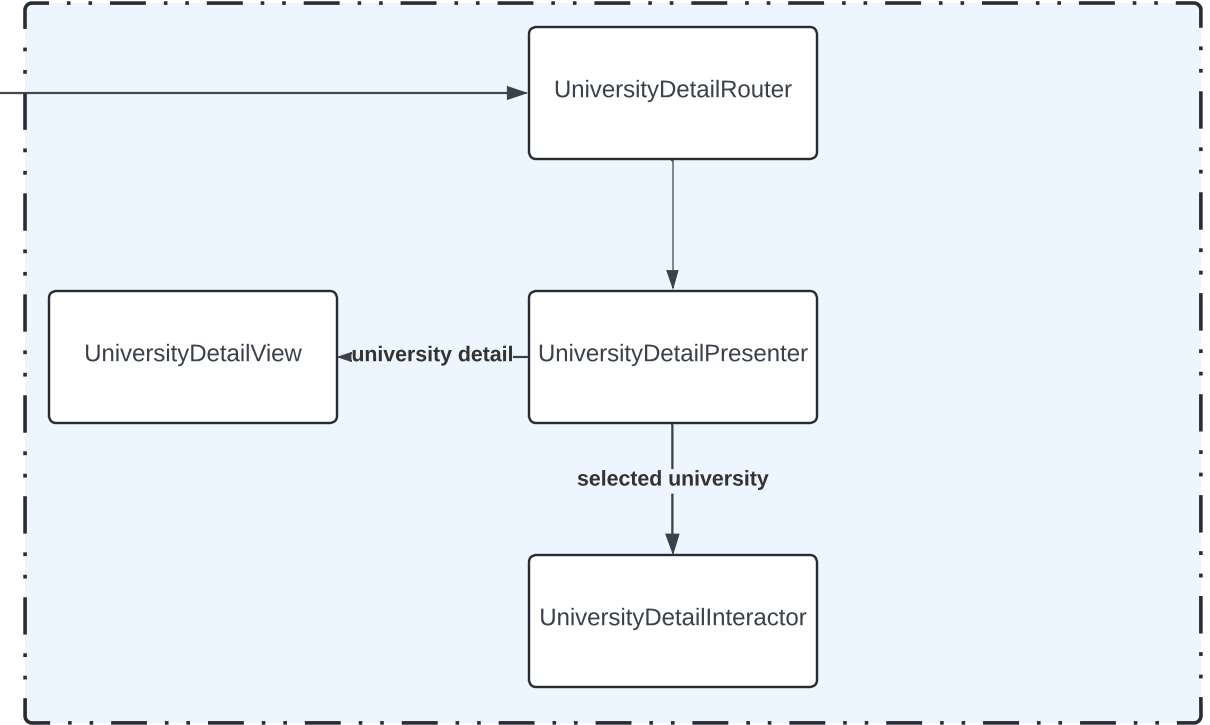 UniversityDetailRouter
UniversityDetailView
university detail
UniversityDetailPresenter
selected university
UniversityDetailInteractor